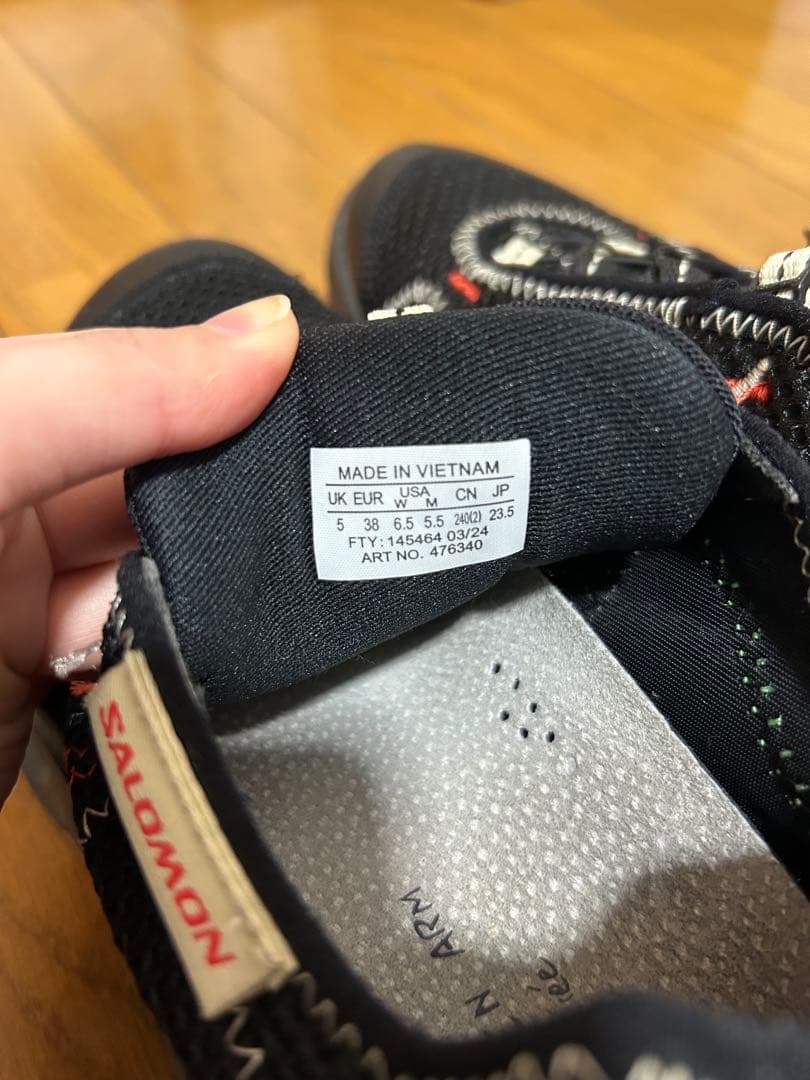 MADE IN VIETNAM
UK EUR USA CN JP
W M
5 38 6.5 5.5 240(2) 23.5
FTY: 145464 03/24
ART NO. 476340
SALOMON
ARM